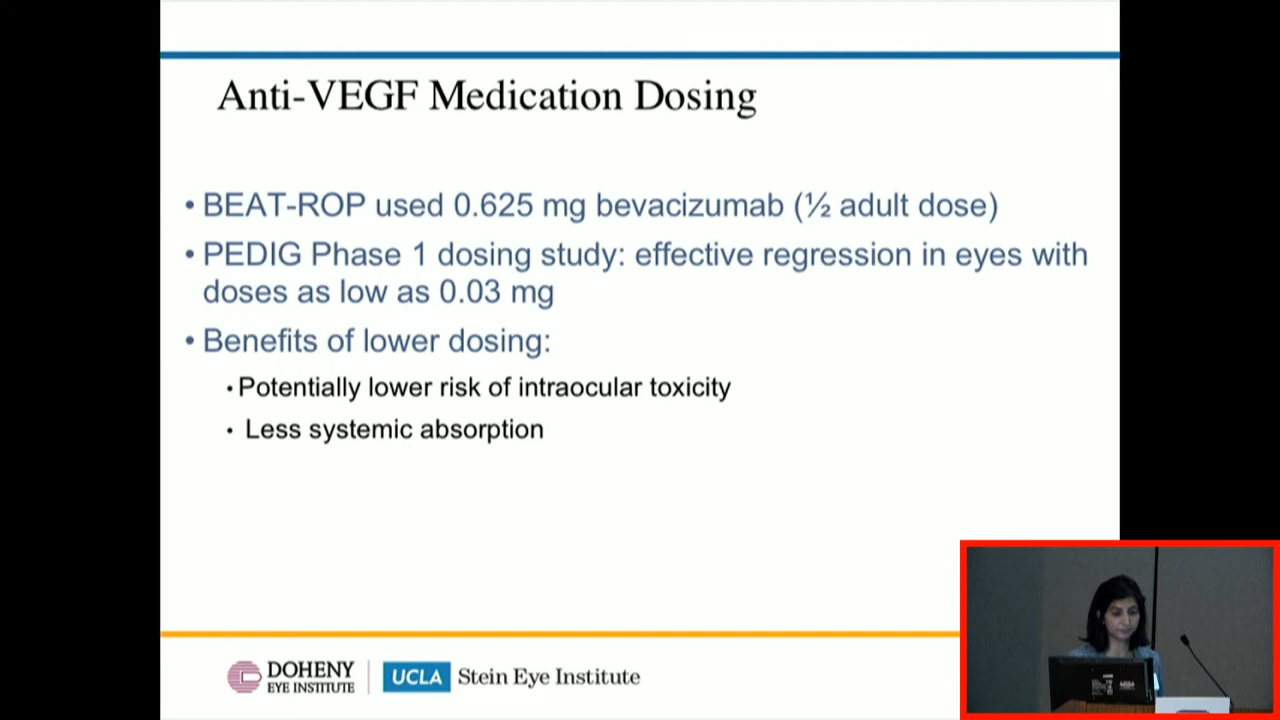 Anti-VEGF Medication Dosing
• BEAT-ROP used 0.625 mg bevacizumab (½ adult dose)
• PEDIG Phase 1 dosing study: effective regression in eyes with
doses as low as 0.03 mg
• Benefits of lower dosing:
• Potentially lower risk of intraocular toxicity
• Less systemic absorption
DOHENY
EYE INSTITUTE
UCLA Stein Eye Institute